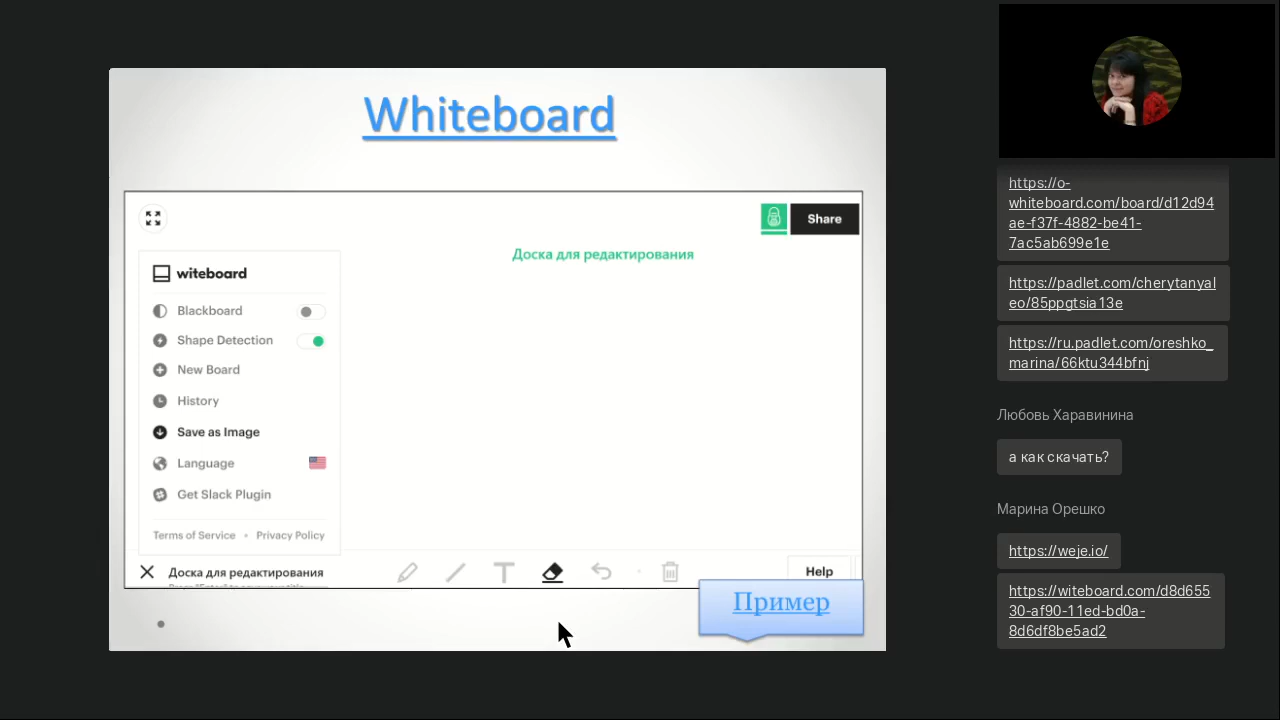 Whiteboard
Share
Доска для редактирования
witeboard
Blackboard
Shape Detection
New Board
History
Save as Image
Language
Get Slack Plugin
Terms of Service • Privacy Policy
Доска для редактирования
Help
Пример
https://o-
whiteboard.com/board/d12d94
ae-f37f-4882-be41-
7ac5ab699e1e
https://padlet.com/cherytanyal
eo/85ppgtsia13e
https://ru.padlet.com/oreshko_
marina/66ktu344bfnj
Любовь Харавинина
а как скачать?
Марина Орешко
https://weje.io/
https://witeboard.com/d8d655
30-af90-11ed-bd0a-
8d6df8be5ad2